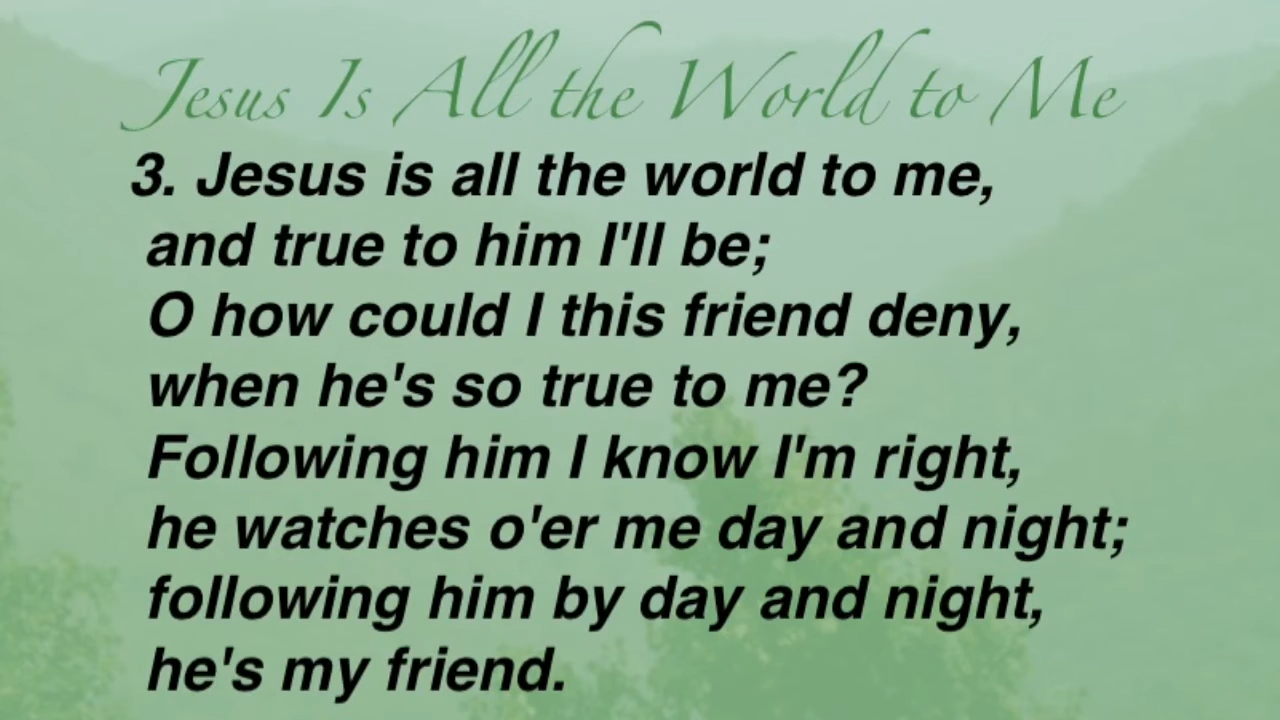 Jesus Is All the World to Me
3. Jesus is all the world to me,
and true to him I'll be;
O how could I this friend deny,
when he's so true to me?
Following him I know I'm right,
he watches o'er me day and night;
following him by day and night,
he's my friend.